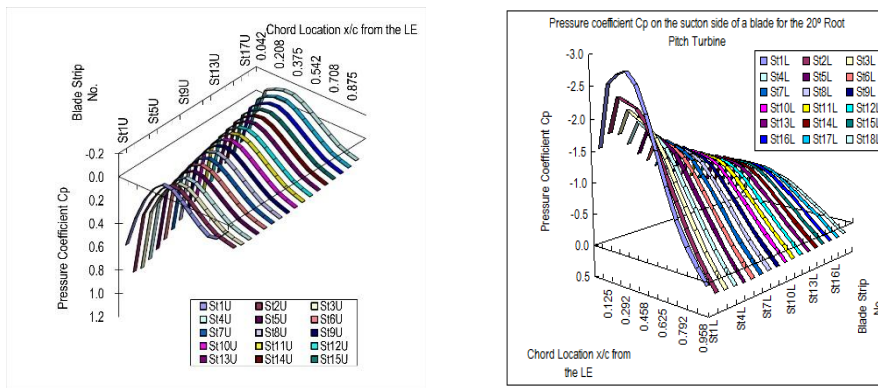 Chord Location x/c from the LE
0.042
0.208
0.375
0.542
0.708
0.875
Blade Strip
No.
St1U
St5U
St9U
St13U
St17U
Pressure Coefficient Cp
-0.2
0.0
0.2
0.4
0.6
0.8
1.0
1.2
St1U St2U St3U
St4U St5U St6U
St7U St8U St9U
St10U St11U St12U
St13U St14U St15U
Pressure coefficient Cp on the sucton side of a blade for the 20º Root
Pitch Turbine
Pressure Coefficient Cp
-3.0
-2.5
-2.0
-1.5
-1.0
-0.5
0.0
0.5
St1L St2L St3L
St4L St5L St6L
St7L St8L St9L
St10L St11L St12L
St13L St14L St15L
St16L St17L St18L
0.125
0.292
0.458
0.625
0.792
0.958
St1L
St4L
St7L
St10L
St13L
St16L
Blade Strip
No.
Chord Location x/c from
the LE